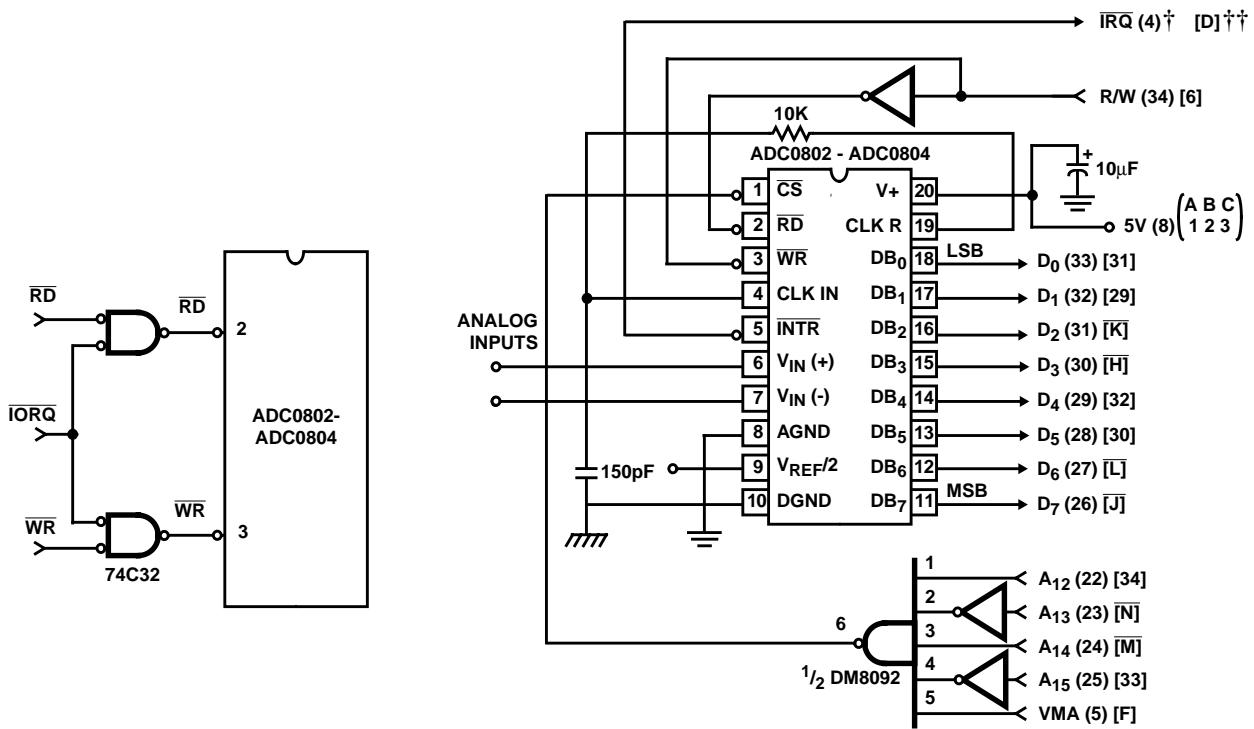 RD
RD
2
IORQ
ADC0802-
ADC0804
WR
WR
3
74C32
IRQ (4)† [D]††
R/W (34) [6]
10K
ADC0802 - ADC0804
+
10µF
5V (8) (A B C
1 2 3)
1 CS V+ 20
2 RD CLK R 19
3 WR DB0 18 LSB D0 (33) [31]
4 CLK IN DB1 17 D1 (32) [29]
ANALOG
INPUTS
5 INTR DB2 16 D2 (31) [K]
6 VIN (+) DB3 15 D3 (30) [H]
7 VIN (-) DB4 14 D4 (29) [32]
8 AGND DB5 13 D5 (28) [30]
150pF
9 VREF/2 DB6 12 D6 (27) [L]
10 DGND DB7 11 MSB D7 (26) [J]
1 A12 (22) [34]
2 A13 (23) [N]
3 A14 (24) [M]
4 A15 (25) [33]
5 VMA (5) [F]
6
1/2 DM8092